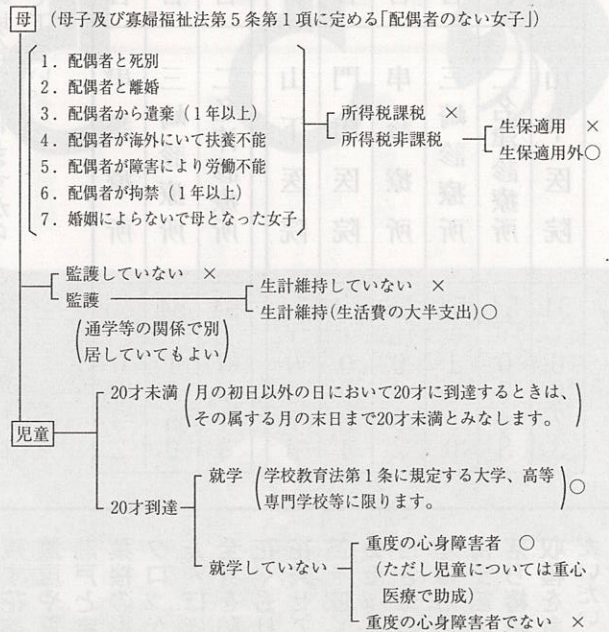 母 (母子及び寡婦福祉法第5条第1項に定める「配偶者のない女子」)
1. 配偶者と死別
2. 配偶者と離婚
3. 配偶者から遺棄(1年以上)
4. 配偶者が海外にいて扶養不能
5. 配偶者が障害により労働不能
6. 配偶者が拘禁(1年以上)
7. 婚姻によらないで母となった女子
所得税課税 ×
所得税非課税
生保適用 ×
生保適用外○
監護していない ×
監護
(通学等の関係で別
居していてもよい)
生計維持していない ×
生計維持(生活費の大半支出)○
児童
20才未満 (月の初日以外の日において20才に到達するときは、
その属する月の末日まで20才未満とみなします。)
20才到達
就学 (学校教育法第1条に規定する大学、高等
専門学校等に限ります。)○
就学していない
重度の心身障害者 ○
(ただし児童については重心
医療で助成)
重度の心身障害者でない ×